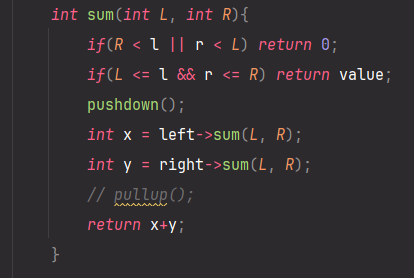 int sum(int L, int R){
if(R < l || r < L) return 0;
if(L <= l && r <= R) return value;
pushdown();
int x = left->sum(L, R);
int y = right->sum(L, R);
// pullup();
return x+y;
}